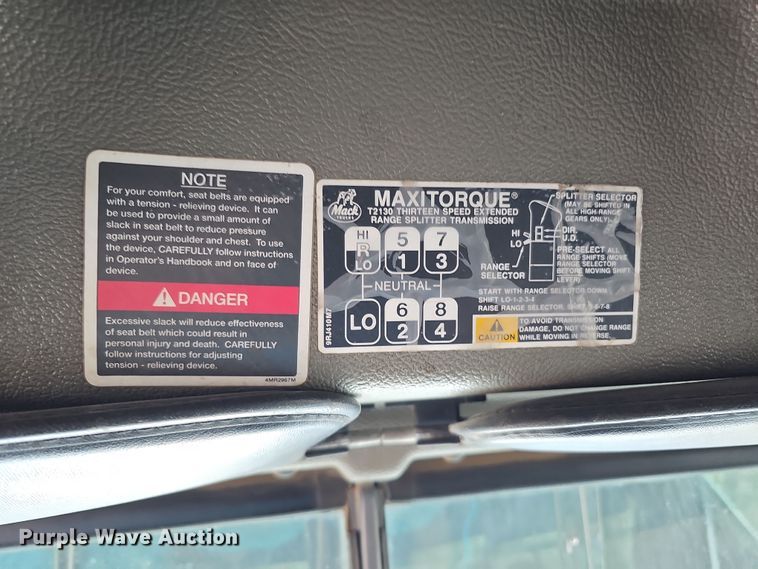 NOTE
For your comfort, seat belts are equipped
with a tension - relieving device. It can
be used to provide a small amount of
slack in seat belt to reduce pressure
against your shoulder and chest. To use
the device, CAREFULLY follow instructions
in Operator's Handbook and on face of
device.
DANGER
Excessive slack will reduce effectiveness
of seat belt which could result in
personal injury and death. CAREFULLY
follow instructions for adjusting
tension - relieving device.
4MR2967M
Mack
TRUCKS
MAXITORQUE®
T2130 THIRTEEN SPEED EXTENDED
RANGE SPLITTER TRANSMISSION
HI
R
LO
5
1
7
3
NEUTRAL
LO
6
2
8
4
9RJ410M7
SPLITTER SELECTOR
(MAY BE SHIFTED IN
ALL HIGH RANGE
GEARS ONLY)
HI
LO
DIR.
U.D.
RANGE
SELECTOR
PRE-SELECT ALL
RANGE SHIFTS (MOVE
RANGE SELECTOR
BEFORE MOVING SHIFT
LEVER)
START WITH RANGE SELECTOR DOWN
SHIFT LO-1-2-3-4
RAISE RANGE SELECTOR, SHIFT 5-6-7-8
CAUTION
TO AVOID TRANSMISSION
DAMAGE, DO NOT CHANGE RANGE
WHILE MOVING IN REVERSE.
Purple Wave Auction